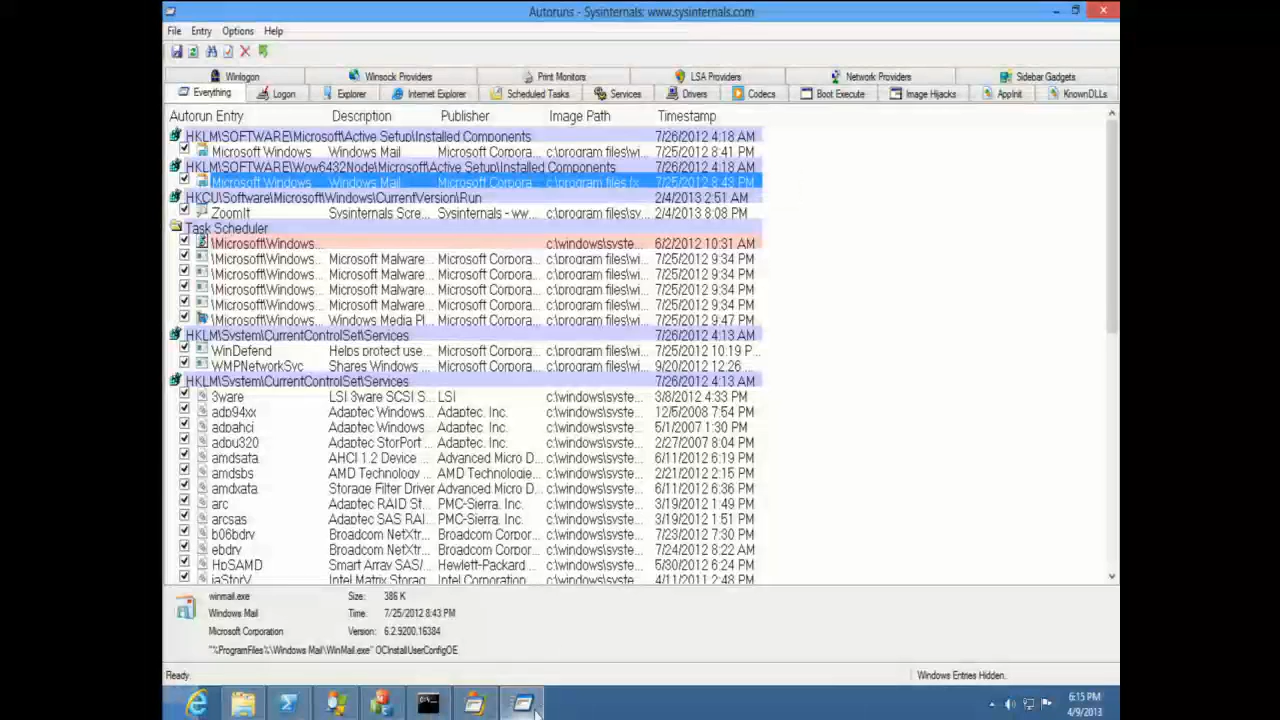 Autoruns - Sysinternals: www.sysinternals.com
File Entry Options Help
Winlogon Winsock Providers Print Monitors LSA Providers Network Providers Sidebar Gadgets
Everything Logon Explorer Internet Explorer Scheduled Tasks Services Drivers Codecs Boot Execute Image Hijacks AppInit KnownDLLs
Autorun Entry Description Publisher Image Path Timestamp
HKLM\SOFTWARE\Microsoft\Active Setup\Installed Components 7/26/2012 4:18 AM
Microsoft Windows Windows Mail Microsoft Corpora... c:\program files\wi... 7/25/2012 8:41 PM
HKLM\SOFTWARE\Wow6432Node\Microsoft\Active Setup\Installed Components 7/26/2012 4:18 AM
Microsoft Windows Windows Mail Microsoft Corpora... c:\program files (x... 7/25/2012 8:43 PM
HKCU\Software\Microsoft\Windows\CurrentVersion\Run 2/4/2013 2:51 AM
ZoomIt Sysinternals Scre... Sysinternals - ww... c:\program files\sy... 2/4/2013 8:08 PM
Task Scheduler
\Microsoft\Windows... c:\windows\syste... 6/2/2012 10:31 AM
\Microsoft\Windows... Microsoft Malware... Microsoft Corpora... c:\program files\wi... 7/25/2012 9:34 PM
\Microsoft\Windows... Microsoft Malware... Microsoft Corpora... c:\program files\wi... 7/25/2012 9:34 PM
\Microsoft\Windows... Microsoft Malware... Microsoft Corpora... c:\program files\wi... 7/25/2012 9:34 PM
\Microsoft\Windows... Microsoft Malware... Microsoft Corpora... c:\program files\wi... 7/25/2012 9:34 PM
\Microsoft\Windows... Windows Media Pl... Microsoft Corpora... c:\program files\wi... 7/25/2012 9:47 PM
HKLM\System\CurrentControlSet\Services 7/26/2012 4:13 AM
WinDefend Helps protect use... Microsoft Corpora... c:\program files\wi... 7/25/2012 10:19 P...
WMPNetworkSvc Shares Windows ... Microsoft Corpora... c:\program files\wi... 9/20/2012 12:26 ...
HKLM\System\CurrentControlSet\Services 7/26/2012 4:13 AM
3ware LSI 3ware SCSI S... LSI c:\windows\syste... 3/8/2012 4:33 PM
adp94xx Adaptec Windows... Adaptec, Inc. c:\windows\syste... 12/5/2008 7:54 PM
adpahci Adaptec Windows... Adaptec, Inc. c:\windows\syste... 5/1/2007 1:30 PM
adpu320 Adaptec StorPort ... Adaptec, Inc. c:\windows\syste... 2/27/2007 8:04 PM
amdsata AHCI 1.2 Device ... Advanced Micro D... c:\windows\syste... 6/11/2012 6:19 PM
amdsbs AMD Technology ... AMD Technologie... c:\windows\syste... 2/21/2012 2:15 PM
amdxata Storage Filter Driver Advanced Micro D... c:\windows\syste... 6/11/2012 6:36 PM
arc Adaptec RAID St... PMC-Sierra, Inc. c:\windows\syste... 3/19/2012 1:49 PM
arcsas Adaptec SAS RAI... PMC-Sierra, Inc. c:\windows\syste... 3/19/2012 1:51 PM
b06bdrv Broadcom NetXtr... Broadcom Corpor... c:\windows\syste... 7/23/2012 7:30 PM
ebdrv Broadcom NetXtr... Broadcom Corpor... c:\windows\syste... 7/24/2012 8:22 AM
HpSAMD Smart Array SAS/... Hewlett-Packard ... c:\windows\syste... 5/30/2012 6:24 PM
iaStorV Intel Matrix Storag... Intel Corporation c:\windows\syste... 4/11/2011 2:48 PM
winmail.exe Size: 386 K
Windows Mail Time: 7/25/2012 8:43 PM
Microsoft Corporation Version: 6.2.9200.16384
"%ProgramFiles%\Windows Mail\WinMail.exe" OCInstallUserConfigOE
Ready. Windows Entries Hidden.
6:15 PM
4/9/2013